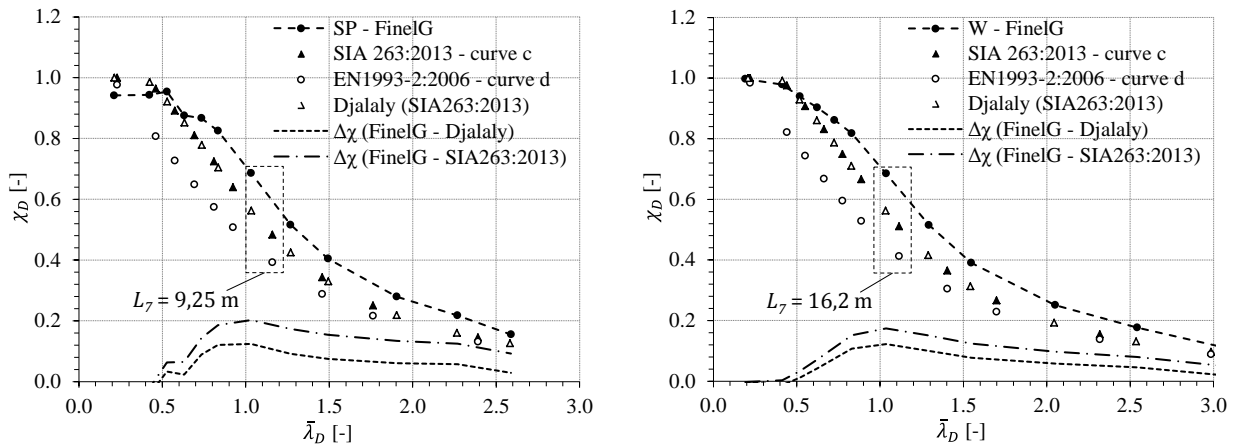 1.2
1.0
0.8
0.6
0.4
0.2
0.0
χ_D [-]
SP - FinelG
SIA 263:2013 - curve c
EN1993-2:2006 - curve d
Djalaly (SIA263:2013)
Δχ (FinelG - Djalaly)
Δχ (FinelG - SIA263:2013)
L₇ = 9,25 m
0.0 0.5 1.0 1.5 2.0 2.5 3.0
λ̄_D [-]
1.2
1.0
0.8
0.6
0.4
0.2
0.0
χ_D [-]
W - FinelG
SIA 263:2013 - curve c
EN1993-2:2006 - curve d
Djalaly (SIA263:2013)
Δχ (FinelG - Djalaly)
Δχ (FinelG - SIA263:2013)
L₇ = 16,2 m
0.0 0.5 1.0 1.5 2.0 2.5 3.0
λ̄_D [-]